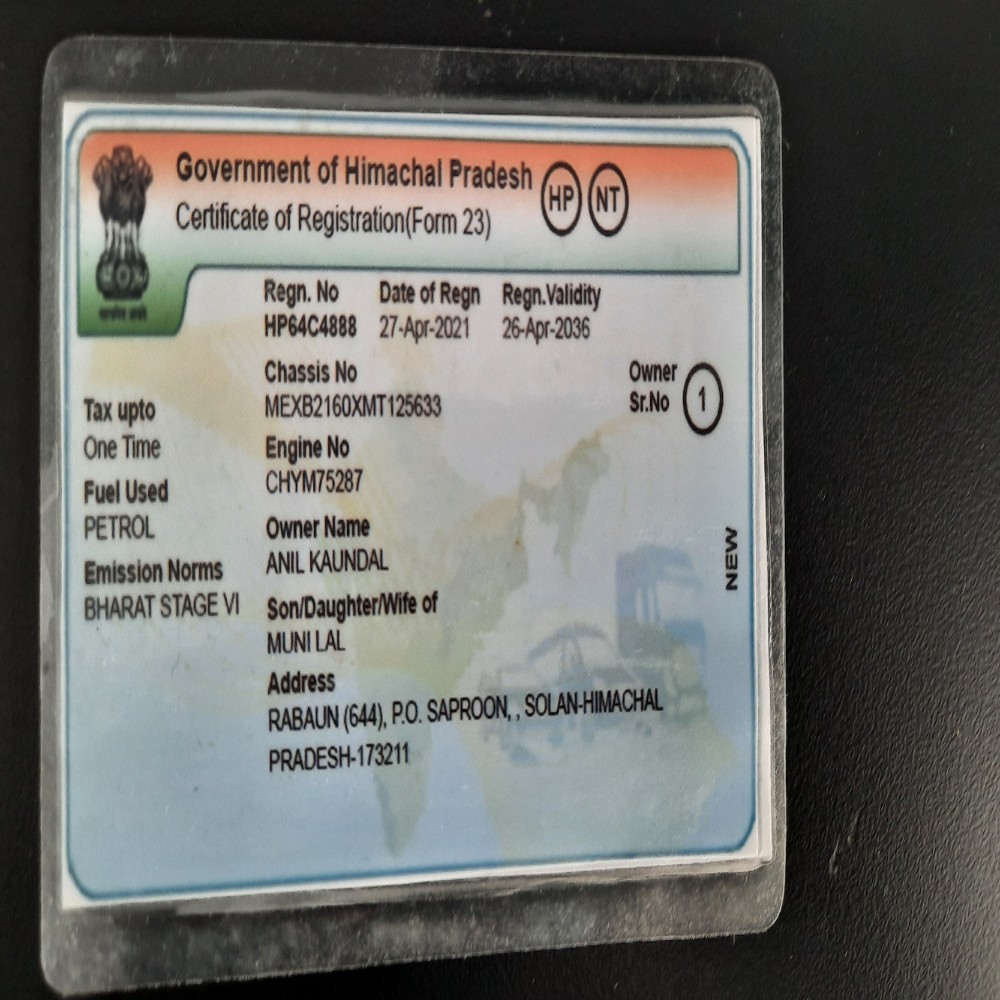 Government of Himachal Pradesh
Certificate of Registration(Form 23)
HP NT
Regn. No Date of Regn Regn.Validity
HP64C4888 27-Apr-2021 26-Apr-2036
Chassis No
MEXB2160XMT125633
Owner
Sr.No 1
Tax upto
One Time
Engine No
CHYM75287
Fuel Used
PETROL
Owner Name
ANIL KAUNDAL
Emission Norms
BHARAT STAGE VI
Son/Daughter/Wife of
MUNI LAL
Address
RABAUN (644), P.O. SAPROON, , SOLAN-HIMACHAL
PRADESH-173211
NEW